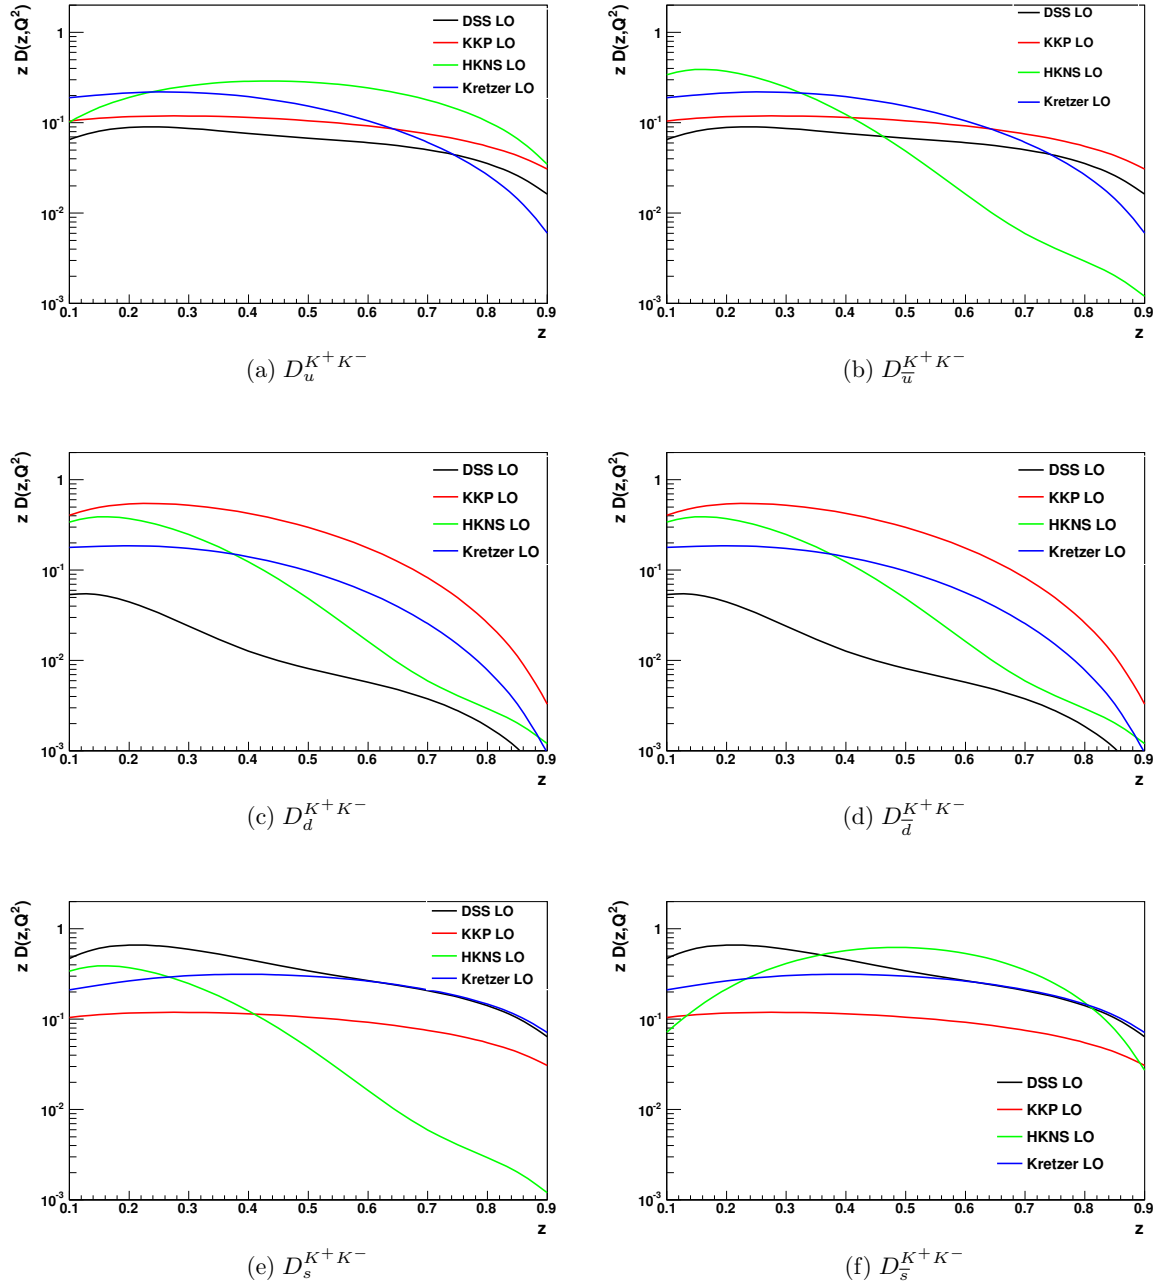 z D(z,Q²)
1
10⁻¹
10⁻²
10⁻³
DSS LO
KKP LO
HKNS LO
Kretzer LO
0.1 0.2 0.3 0.4 0.5 0.6 0.7 0.8 0.9
z
(a) D_u^{K⁺K⁻}
z D(z,Q²)
1
10⁻¹
10⁻²
10⁻³
DSS LO
KKP LO
HKNS LO
Kretzer LO
0.1 0.2 0.3 0.4 0.5 0.6 0.7 0.8 0.9
z
(b) D_{\overline{u}}^{K⁺K⁻}
z D(z,Q²)
1
10⁻¹
10⁻²
10⁻³
DSS LO
KKP LO
HKNS LO
Kretzer LO
0.1 0.2 0.3 0.4 0.5 0.6 0.7 0.8 0.9
z
(c) D_d^{K⁺K⁻}
z D(z,Q²)
1
10⁻¹
10⁻²
10⁻³
DSS LO
KKP LO
HKNS LO
Kretzer LO
0.1 0.2 0.3 0.4 0.5 0.6 0.7 0.8 0.9
z
(d) D_{\overline{d}}^{K⁺K⁻}
z D(z,Q²)
1
10⁻¹
10⁻²
10⁻³
DSS LO
KKP LO
HKNS LO
Kretzer LO
0.1 0.2 0.3 0.4 0.5 0.6 0.7 0.8 0.9
z
(e) D_s^{K⁺K⁻}
z D(z,Q²)
1
10⁻¹
10⁻²
10⁻³
DSS LO
KKP LO
HKNS LO
Kretzer LO
0.1 0.2 0.3 0.4 0.5 0.6 0.7 0.8 0.9
z
(f) D_{\overline{s}}^{K⁺K⁻}